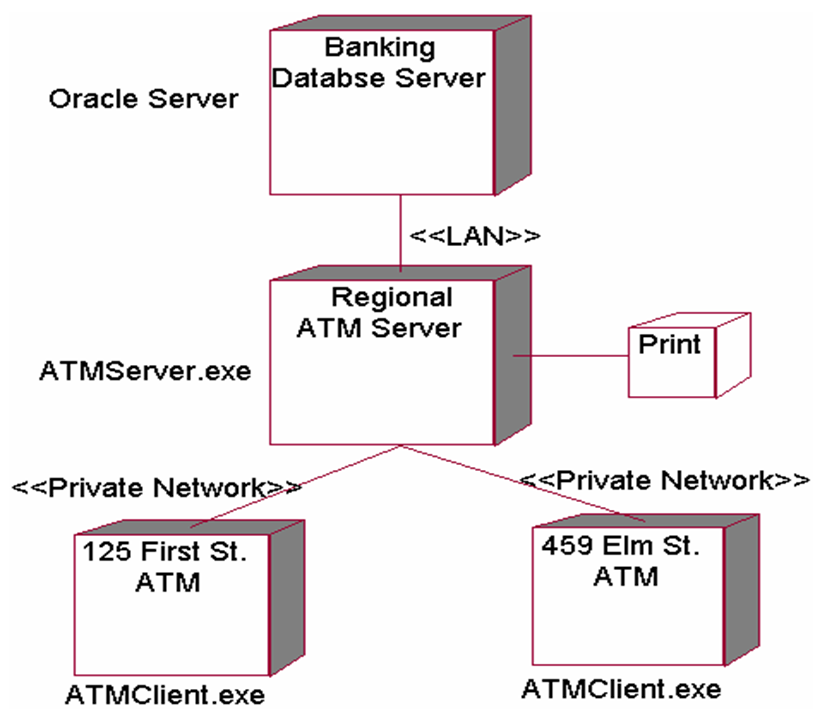 Banking
Databse Server
Oracle Server
<<LAN>>
Regional
ATM Server
Print
ATMServer.exe
<<Private Network>>
<<Private Network>>
125 First St.
ATM
459 Elm St.
ATM
ATMClient.exe
ATMClient.exe